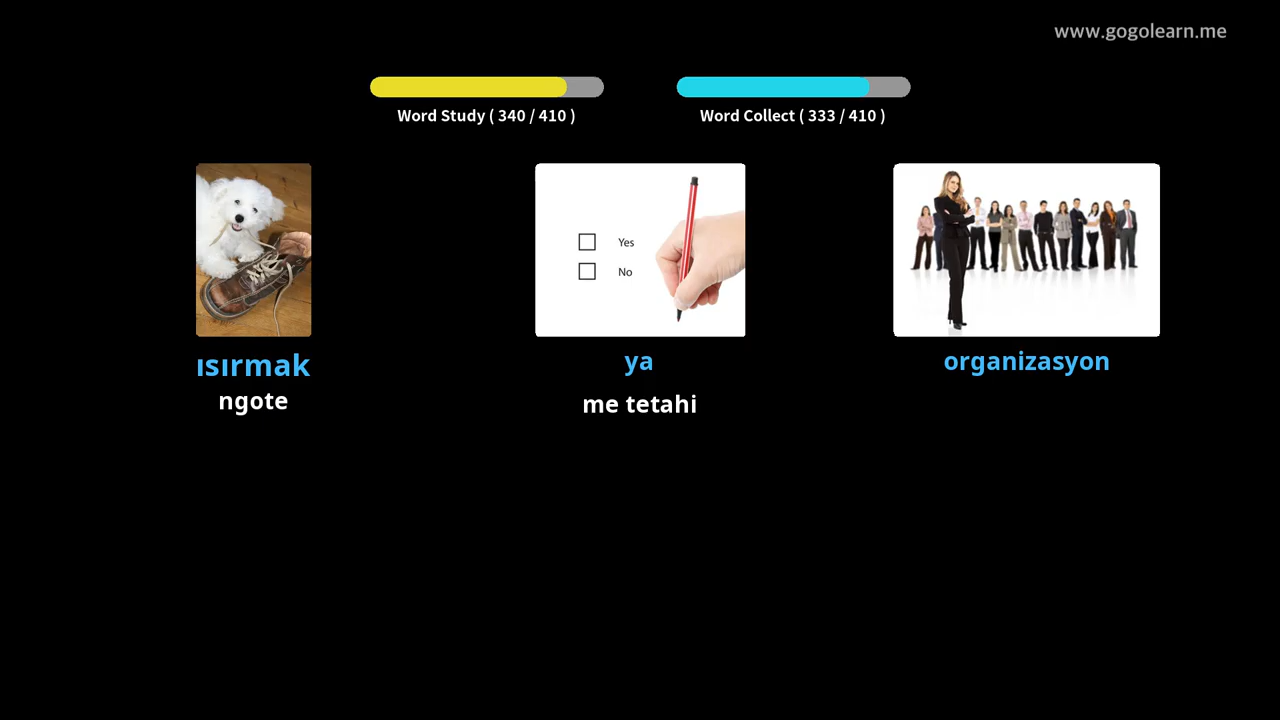 www.gogolearn.me
Word Study ( 340 / 410 )
Word Collect ( 333 / 410 )
Yes
No
ısırmak
ngote
ya
me tetahi
organizasyon